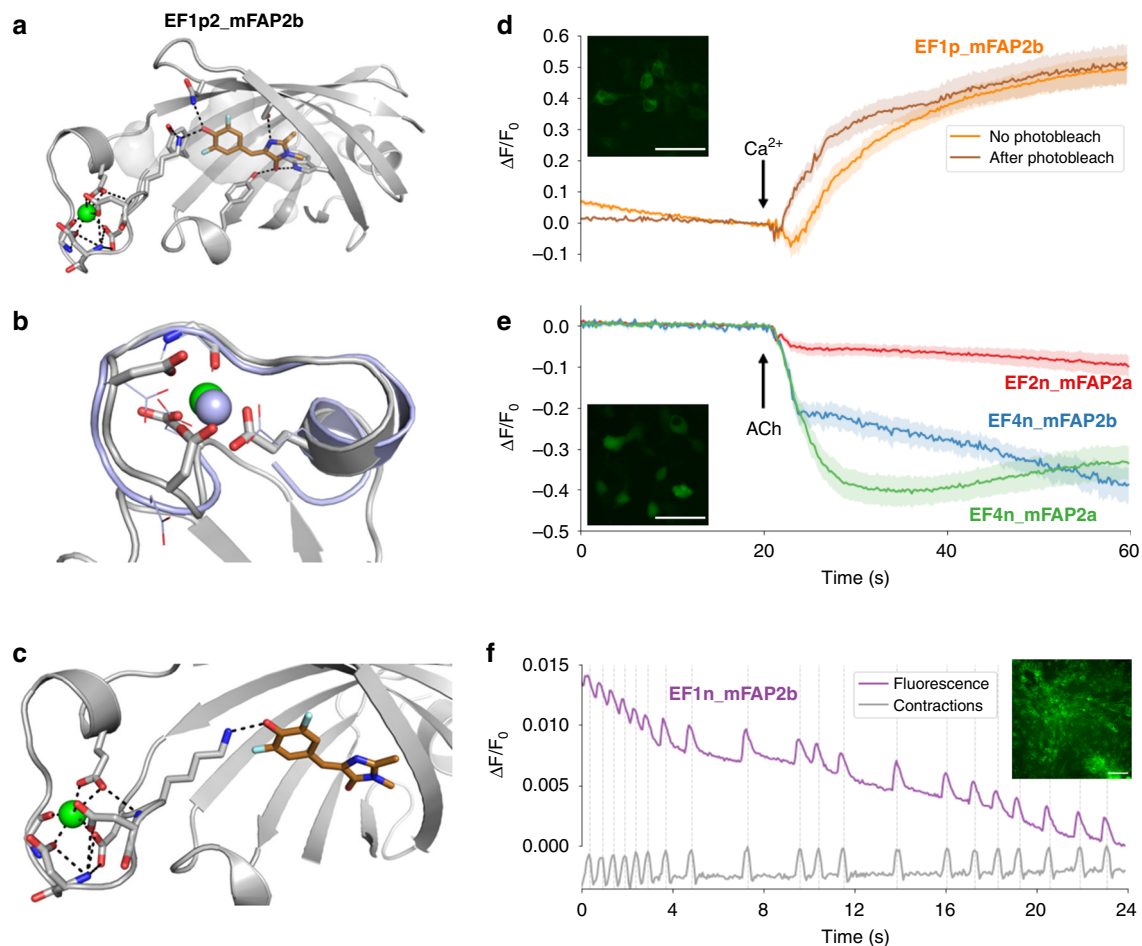 a
EF1p2_mFAP2b
b
c
d
EF1p_mFAP2b
0.6
0.5
0.4
0.3
0.2
0.1
0.0
−0.1
ΔF/F0
Ca2+
No photobleach
After photobleach
e
0.0
−0.1
−0.2
−0.3
−0.4
−0.5
ΔF/F0
ACh
EF2n_mFAP2a
EF4n_mFAP2b
EF4n_mFAP2a
0
20
40
60
Time (s)
f
0.015
0.010
0.005
0.000
ΔF/F0
EF1n_mFAP2b
Fluorescence
Contractions
0
4
8
12
16
20
24
Time (s)